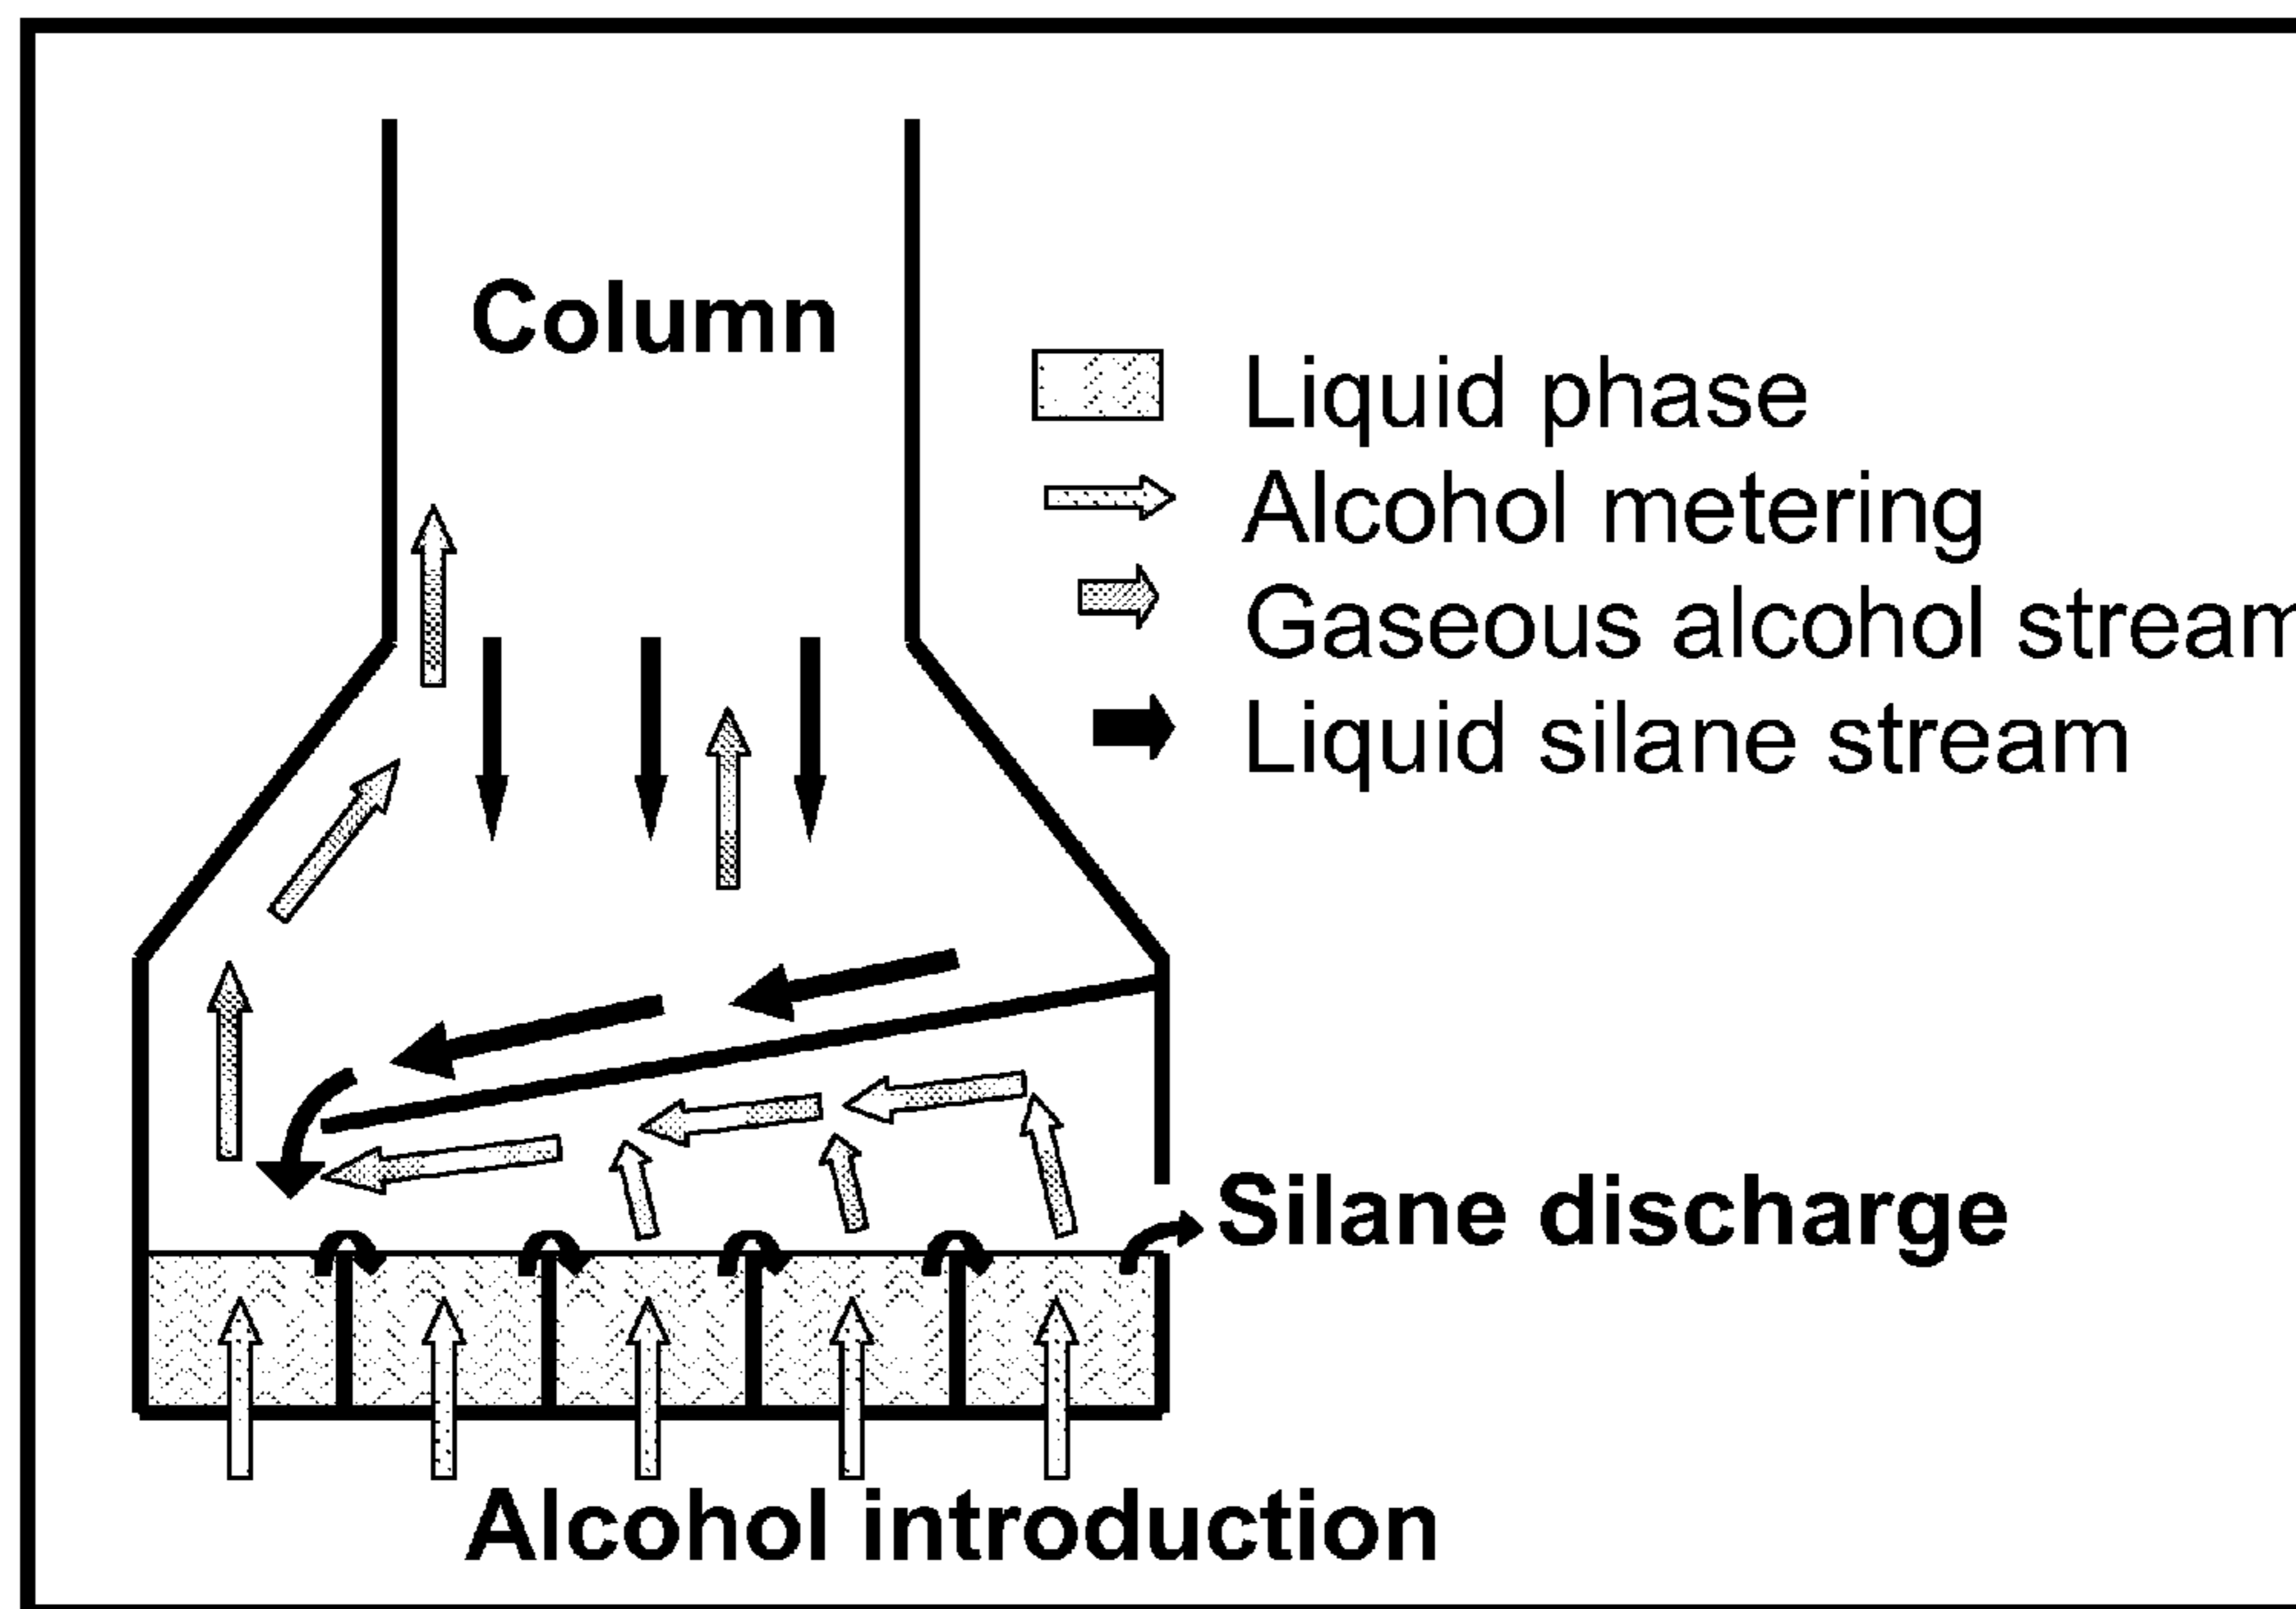 Column
Liquid phase
Alcohol metering
Gaseous alcohol stream
Liquid silane stream
Silane discharge
Alcohol introduction